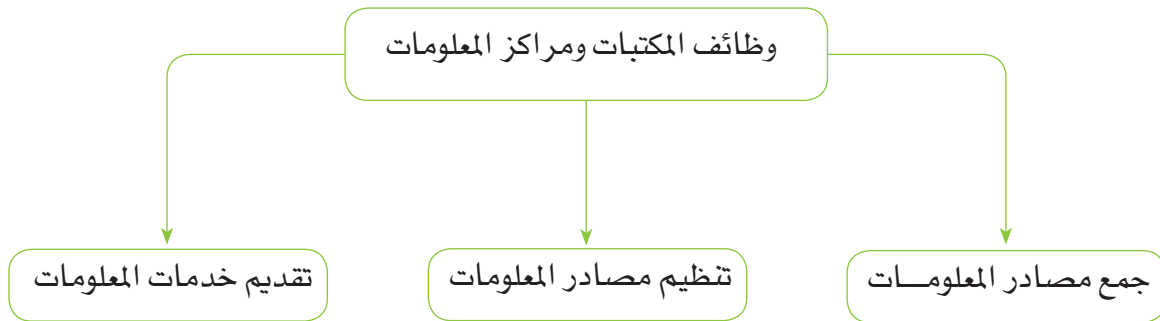 وظائف المكتبات ومراكز المعلومات
جمع مصادر المعلومــات
تنظيم مصادر المعلومات
تقديم خدمات المعلومات